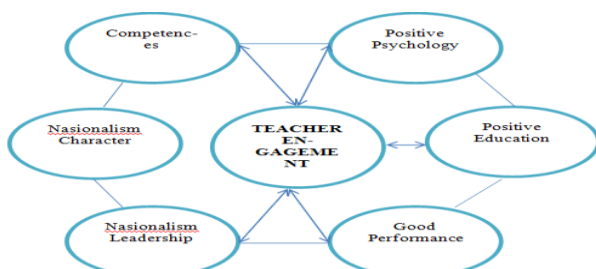 Competenc-
es
Positive
Psychology
Nasionalism
Character
TEACHER
EN-
GAGEME
NT
Positive
Education
Nasionalism
Leadership
Good
Performance